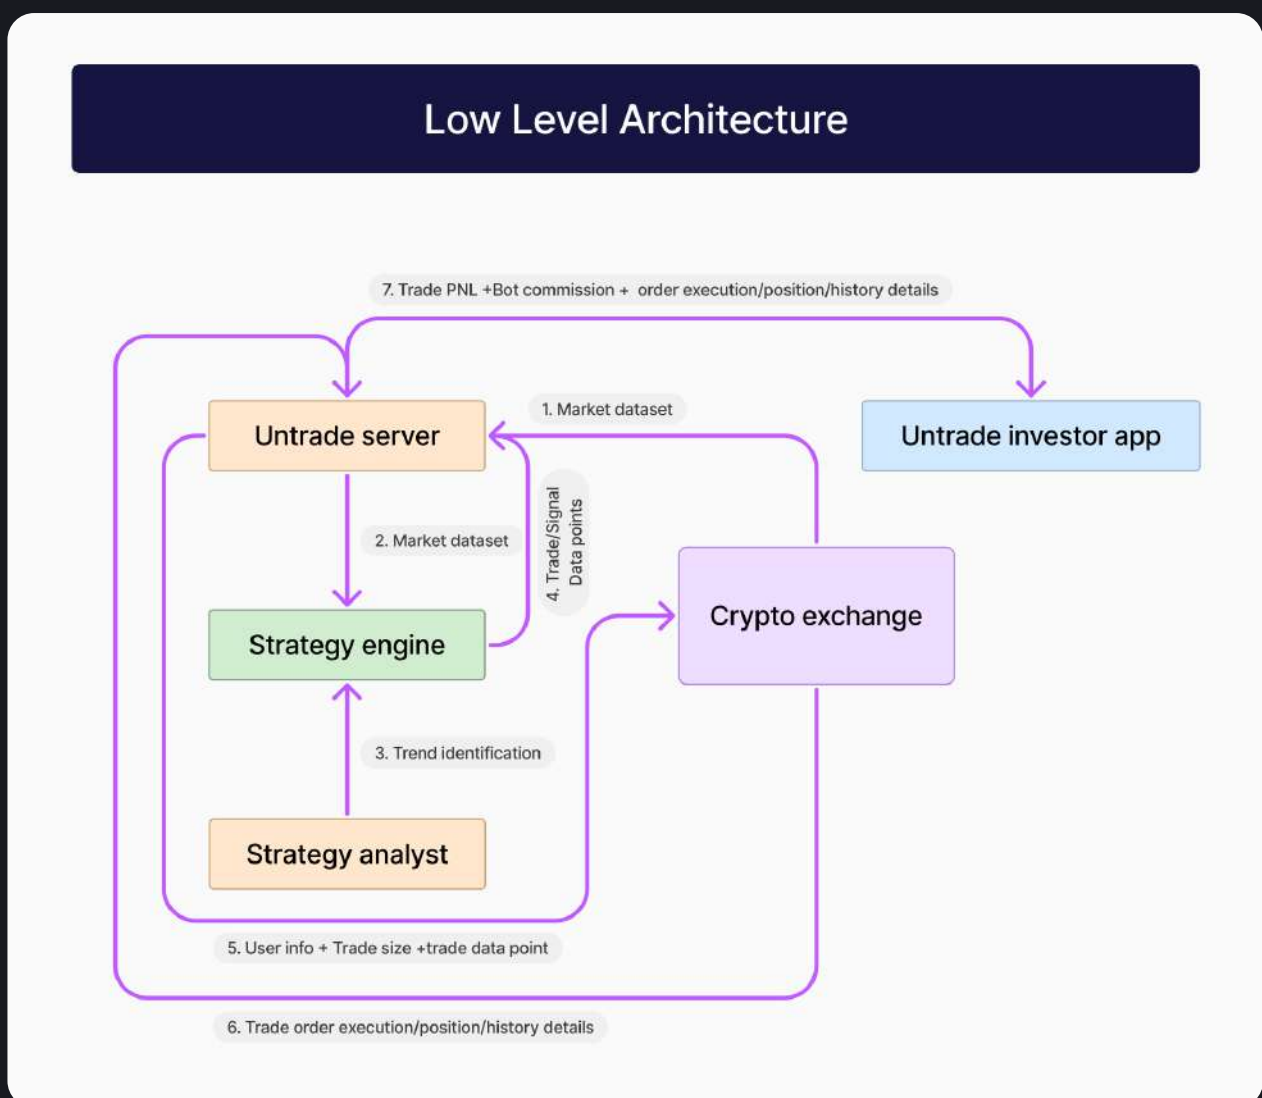 Low Level Architecture
7. Trade PNL +Bot commission + order execution/position/history details
1. Market dataset
Untrade server
Untrade investor app
4. Trade/Signal
Data points
2. Market dataset
Crypto exchange
Strategy engine
3. Trend identification
Strategy analyst
5. User info + Trade size +trade data point
6. Trade order execution/position/history details